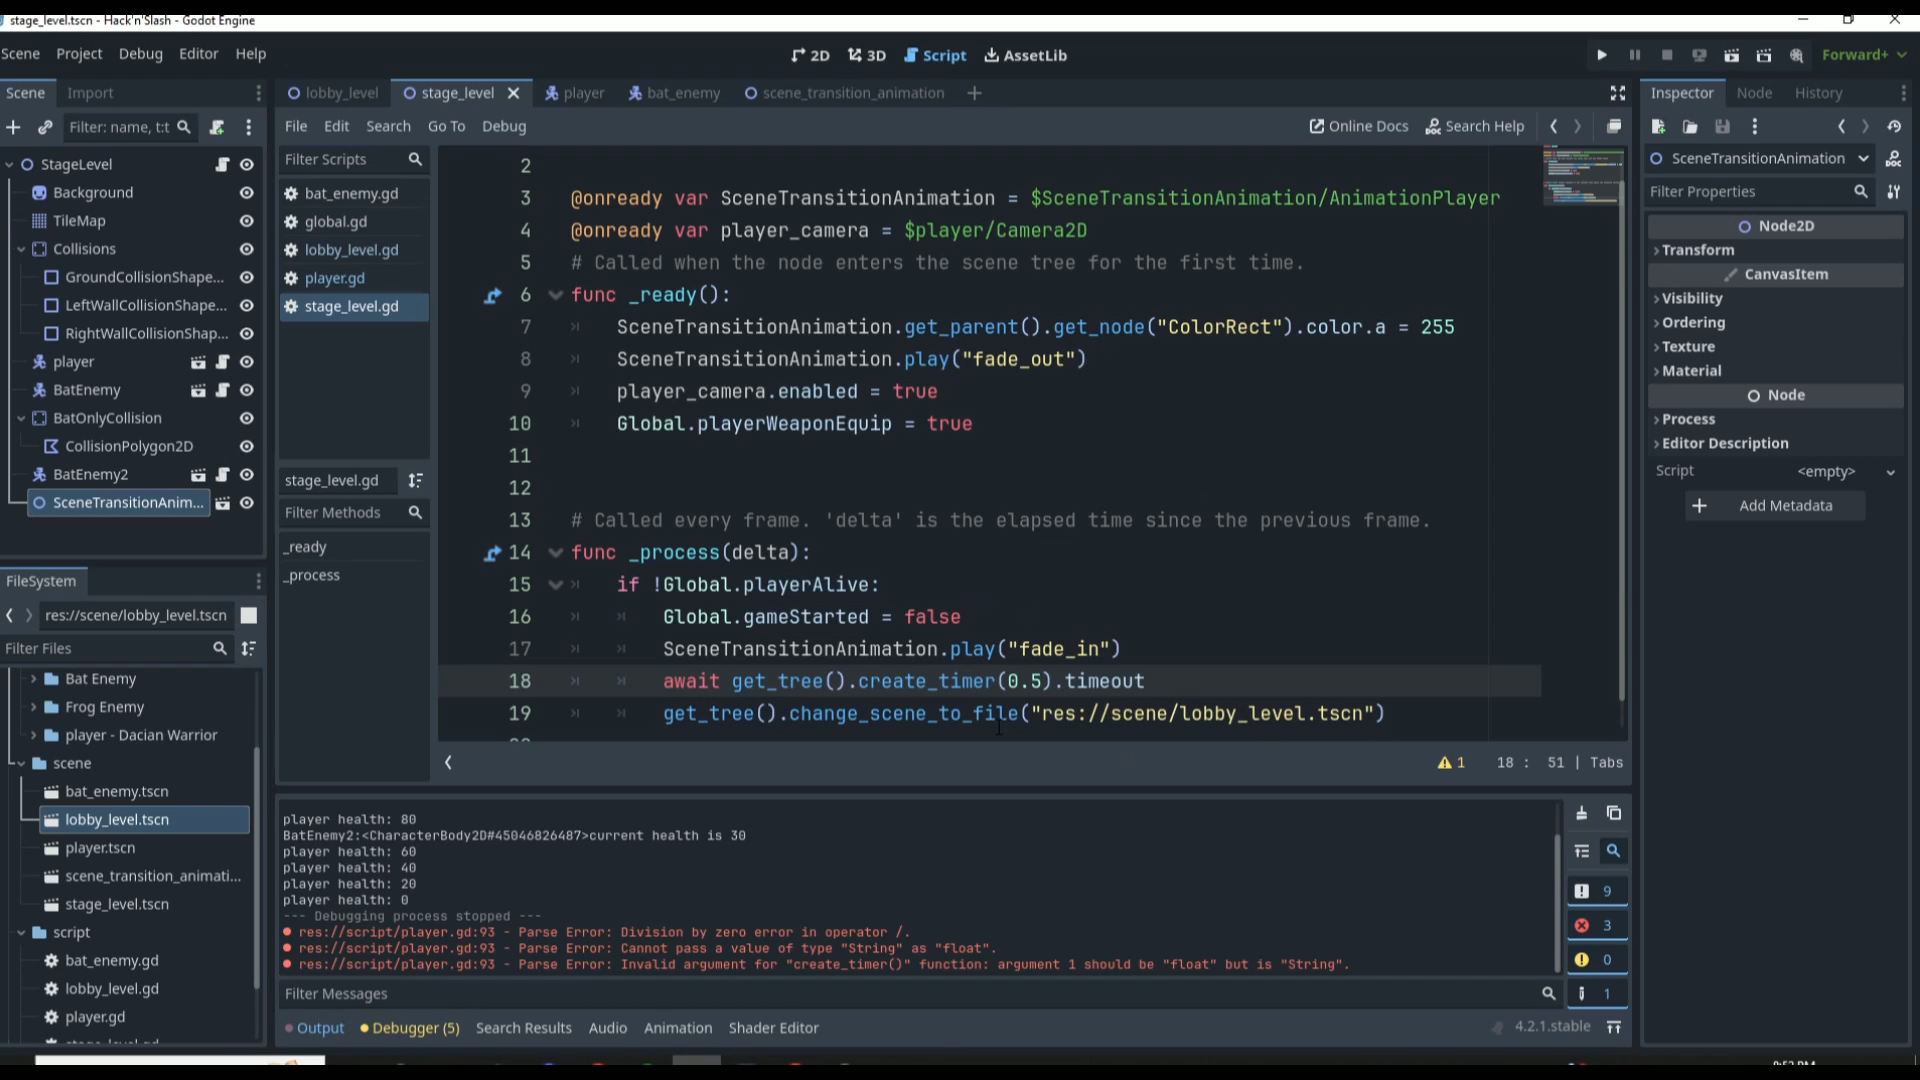 stage_level.tscn - Hack'n'Slash - Godot Engine
Scene Project Debug Editor Help
2D 3D Script AssetLib
Forward+
Scene Import
lobby_level stage_level player bat_enemy scene_transition_animation
Inspector Node History
Filter: name, t:t
File Edit Search Go To Debug
Online Docs Search Help
StageLevel
Background
TileMap
Collisions
GroundCollisionShape...
LeftWallCollisionShape...
RightWallCollisionShap...
player
BatEnemy
BatOnlyCollision
CollisionPolygon2D
BatEnemy2
SceneTransitionAnim...
FileSystem
res://scene/lobby_level.tscn
Filter Files
Bat Enemy
Frog Enemy
player - Dacian Warrior
scene
bat_enemy.tscn
lobby_level.tscn
player.tscn
scene_transition_animati...
stage_level.tscn
script
bat_enemy.gd
lobby_level.gd
player.gd
Filter Scripts
bat_enemy.gd
global.gd
lobby_level.gd
player.gd
stage_level.gd
stage_level.gd
Filter Methods
_ready
_process
2
3 @onready var SceneTransitionAnimation = $SceneTransitionAnimation/AnimationPlayer
4 @onready var player_camera = $player/Camera2D
5 # Called when the node enters the scene tree for the first time.
6 func _ready():
7 SceneTransitionAnimation.get_parent().get_node("ColorRect").color.a = 255
8 SceneTransitionAnimation.play("fade_out")
9 player_camera.enabled = true
10 Global.playerWeaponEquip = true
11
12
13 # Called every frame. 'delta' is the elapsed time since the previous frame.
14 func _process(delta):
15 if !Global.playerAlive:
16 Global.gameStarted = false
17 SceneTransitionAnimation.play("fade_in")
18 await get_tree().create_timer(0.5).timeout
19 get_tree().change_scene_to_file("res://scene/lobby_level.tscn")
1 18 : 51 | Tabs
player health: 80
BatEnemy2:<CharacterBody2D#45046826487>current health is 30
player health: 60
player health: 40
player health: 20
player health: 0
--- Debugging process stopped ---
res://script/player.gd:93 - Parse Error: Division by zero error in operator /.
res://script/player.gd:93 - Parse Error: Cannot pass a value of type "String" as "float".
res://script/player.gd:93 - Parse Error: Invalid argument for "create_timer()" function: argument 1 should be "float" but is "String".
9
3
0
1
Filter Messages
Output Debugger (5) Search Results Audio Animation Shader Editor
4.2.1.stable
SceneTransitionAnimation
Filter Properties
Node2D
Transform
CanvasItem
Visibility
Ordering
Texture
Material
Node
Process
Editor Description
Script <empty>
Add Metadata